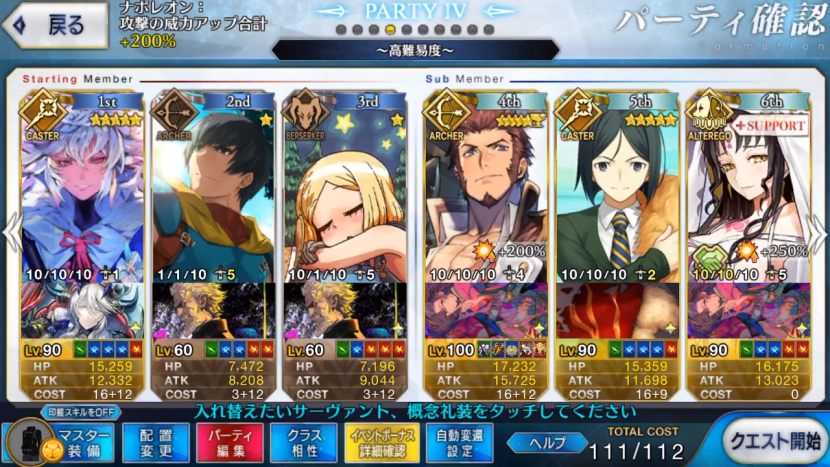 戻る
ナポレオン：
攻撃の威力アップ合計
+200%
PARTY IV
～高難易度～
パーティ確認
Formation
Starting Member
Sub Member
1st
CASTER
10/10/10 1
Lv.90
HP 15,259
ATK 12,332
COST 16+12
2nd
ARCHER
1/1/10 5
Lv.60
HP 7,472
ATK 8,208
COST 3+12
3rd
BERSERKER
10/1/10 5
Lv.60
HP 7,196
ATK 9,044
COST 3+12
4th
ARCHER
+200%
10/10/10 4
Lv.100
HP 17,232
ATK 15,725
COST 16+12
5th
CASTER
10/10/10 2
Lv.90
HP 15,359
ATK 11,698
COST 16+9
6th
+SUPPORT
ALTEREGO
+250%
10/10/10 5
Lv.90
HP 16,175
ATK 13,023
COST 0
印籠スキルをOFF
入れ替えたいサーヴァント、概念礼装をタッチしてください
マスター
装備
配置
変更
パーティ
編集
クラス
相性
イベントボーナス
詳細確認
自動変還
設定
ヘルプ
TOTAL COST
111/112
クエスト開始